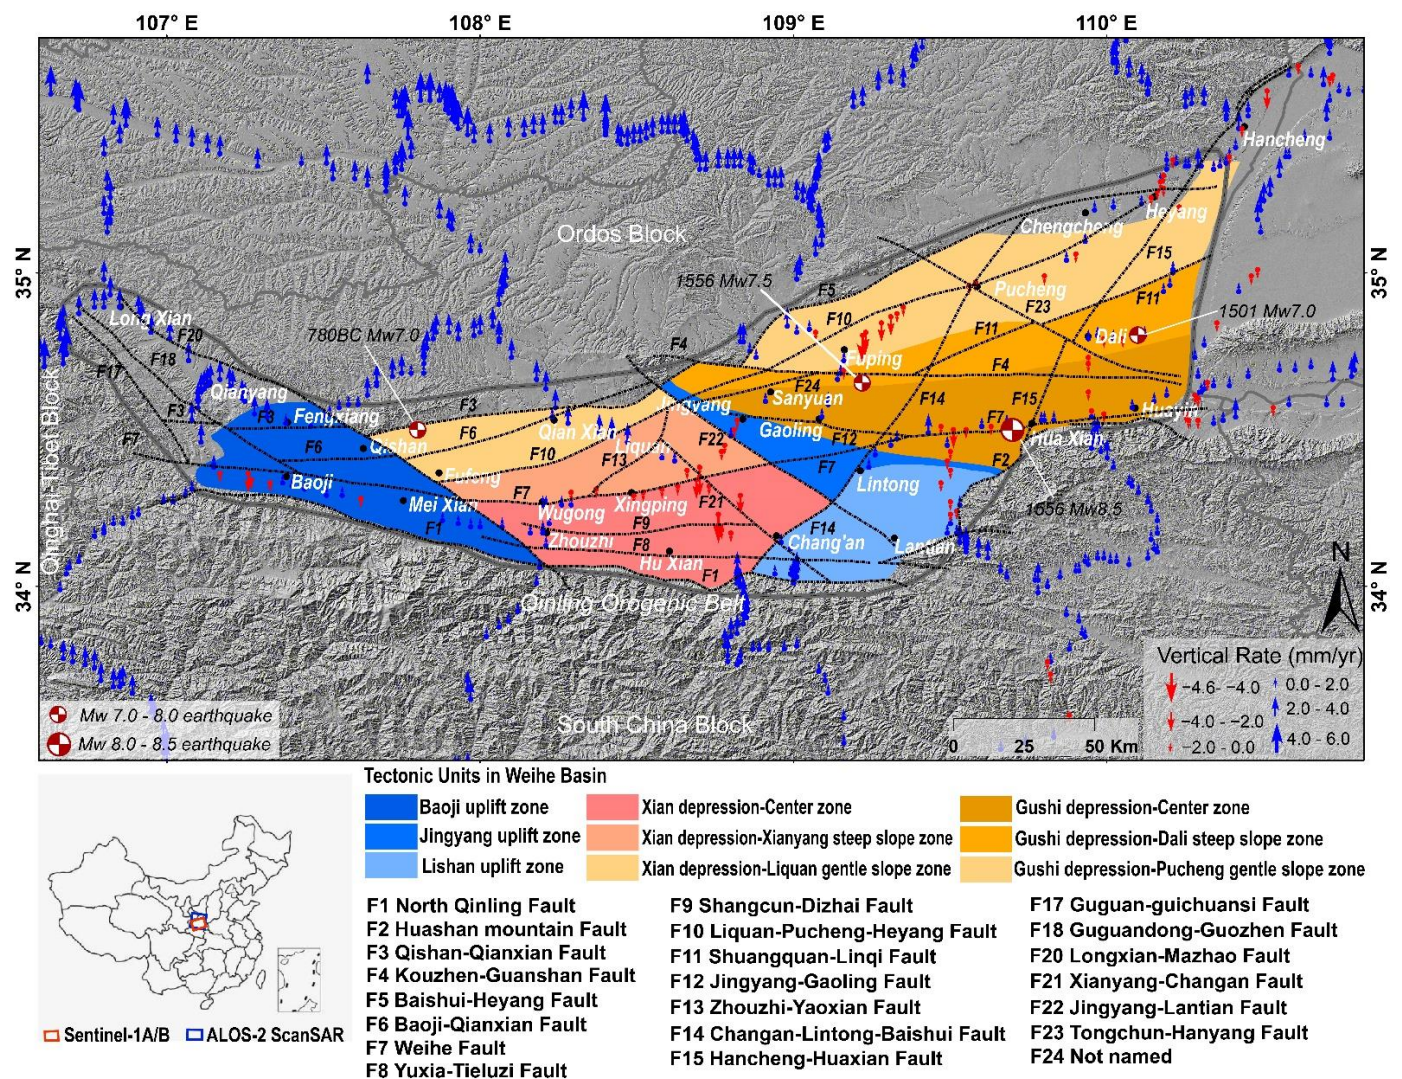 107° E 108° E 109° E 110° E
35° N
35° N
34° N
34° N
Hancheng
Ordos Block
Chengcheng
Heyang
F15
1556 Mw7.5
F5
Pucheng
F23
F11
Long Xian
F20
780BC Mw7.0
F10
F11
1501 Mw7.0
Dali
F18
F17
F4
Fuping
F4
Qianyang
F24
Sanyuan
F3
F3
Fengxiang
F3
Jingyang
F14
F15
Huayin
F7
F6
Qishan
F6
Qian Xian
Liquan
F22
Gaoling
F12
F7
Hua Xian
F10
F13
F7
F2
Baoji
Fufeng
Lintong
Mei Xian
F7
Wugong
Xingping
F21
1556 Mw8.5
F1
F9
F14
Zhouzhi
F8
Chang'an
Lantian
Hu Xian
F1
Qinghai-Tibet Block
Qinling Orogenic Belt
South China Block
N
Mw 7.0 - 8.0 earthquake
Mw 8.0 - 8.5 earthquake
0 25 50 Km
Vertical Rate (mm/yr)
−4.6- −4.0
−4.0 - −2.0
−2.0 - 0.0
0.0 - 2.0
2.0 - 4.0
4.0 - 6.0
Tectonic Units in Weihe Basin
Baoji uplift zone
Jingyang uplift zone
Lishan uplift zone
Xian depression-Center zone
Xian depression-Xianyang steep slope zone
Xian depression-Liquan gentle slope zone
Gushi depression-Center zone
Gushi depression-Dali steep slope zone
Gushi depression-Pucheng gentle slope zone
F1 North Qinling Fault
F2 Huashan mountain Fault
F3 Qishan-Qianxian Fault
F4 Kouzhen-Guanshan Fault
F5 Baishui-Heyang Fault
F6 Baoji-Qianxian Fault
F7 Weihe Fault
F8 Yuxia-Tieluzi Fault
F9 Shangcun-Dizhai Fault
F10 Liquan-Pucheng-Heyang Fault
F11 Shuangquan-Linqi Fault
F12 Jingyang-Gaoling Fault
F13 Zhouzhi-Yaoxian Fault
F14 Changan-Lintong-Baishui Fault
F15 Hancheng-Huaxian Fault
F17 Guguan-guichuansi Fault
F18 Guguandong-Guozhen Fault
F20 Longxian-Mazhao Fault
F21 Xianyang-Changan Fault
F22 Jingyang-Lantian Fault
F23 Tongchun-Hanyang Fault
F24 Not named
Sentinel-1A/B
ALOS-2 ScanSAR